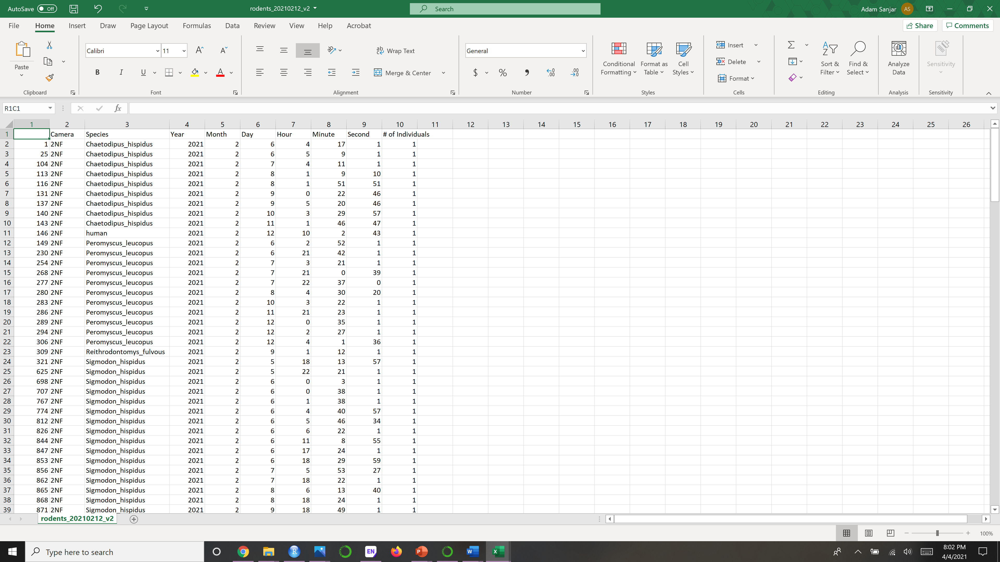 AutoSave Off rodents_20210212_v2 Search Adam Sanjar AS
File Home Insert Draw Page Layout Formulas Data Review View Help Acrobat Share Comments
Paste Calibri 11 Wrap Text General Conditional Formatting Format as Table Cell Styles Insert Sort & Filter Find & Select Analyze Data Sensitivity
B I U A Merge & Center $ % Delete
Format
Clipboard Font Alignment Number Styles Cells Editing Analysis Sensitivity
R1C1 fx
1 2 3 4 5 6 7 8 9 10 11 12 13 14 15 16 17 18 19 20 21 22 23 24 25 26
1 Camera Species Year Month Day Hour Minute Second # of Individuals
2 1 2NF Chaetodipus_hispidus 2021 2 6 4 17 1 1
3 25 2NF Chaetodipus_hispidus 2021 2 6 5 9 1 1
4 104 2NF Chaetodipus_hispidus 2021 2 7 4 11 1 1
5 113 2NF Chaetodipus_hispidus 2021 2 8 1 9 10 1
6 116 2NF Chaetodipus_hispidus 2021 2 8 1 51 51 1
7 131 2NF Chaetodipus_hispidus 2021 2 9 0 22 46 1
8 137 2NF Chaetodipus_hispidus 2021 2 9 5 20 46 1
9 140 2NF Chaetodipus_hispidus 2021 2 10 3 29 57 1
10 143 2NF Chaetodipus_hispidus 2021 2 11 1 46 47 1
11 146 2NF human 2021 2 12 10 2 43 1
12 149 2NF Peromyscus_leucopus 2021 2 6 2 52 1 1
13 230 2NF Peromyscus_leucopus 2021 2 6 21 42 1 1
14 254 2NF Peromyscus_leucopus 2021 2 7 3 21 1 1
15 268 2NF Peromyscus_leucopus 2021 2 7 21 0 39 1
16 277 2NF Peromyscus_leucopus 2021 2 7 22 37 0 1
17 280 2NF Peromyscus_leucopus 2021 2 8 4 30 20 1
18 283 2NF Peromyscus_leucopus 2021 2 10 3 22 1 1
19 286 2NF Peromyscus_leucopus 2021 2 11 21 23 1 1
20 289 2NF Peromyscus_leucopus 2021 2 12 0 35 1 1
21 294 2NF Peromyscus_leucopus 2021 2 12 2 27 1 1
22 306 2NF Peromyscus_leucopus 2021 2 12 4 1 36 1
23 309 2NF Reithrodontomys_fulvous 2021 2 9 1 12 1 1
24 321 2NF Sigmodon_hispidus 2021 2 5 18 13 57 1
25 625 2NF Sigmodon_hispidus 2021 2 5 22 21 1 1
26 698 2NF Sigmodon_hispidus 2021 2 6 0 3 1 1
27 707 2NF Sigmodon_hispidus 2021 2 6 0 38 1 1
28 767 2NF Sigmodon_hispidus 2021 2 6 1 38 1 1
29 774 2NF Sigmodon_hispidus 2021 2 6 4 40 57 1
30 812 2NF Sigmodon_hispidus 2021 2 6 5 46 34 1
31 826 2NF Sigmodon_hispidus 2021 2 6 6 22 1 1
32 844 2NF Sigmodon_hispidus 2021 2 6 11 8 55 1
33 847 2NF Sigmodon_hispidus 2021 2 6 17 24 1 1
34 853 2NF Sigmodon_hispidus 2021 2 6 18 29 59 1
35 856 2NF Sigmodon_hispidus 2021 2 7 5 53 27 1
36 862 2NF Sigmodon_hispidus 2021 2 7 18 22 1 1
37 865 2NF Sigmodon_hispidus 2021 2 8 6 13 40 1
38 868 2NF Sigmodon_hispidus 2021 2 8 18 24 1 1
39 871 2NF Sigmodon_hispidus 2021 2 9 18 49 1 1
rodents_20210212_v2
100%
Type here to search R EN P W X 8:02 PM
4/4/2021